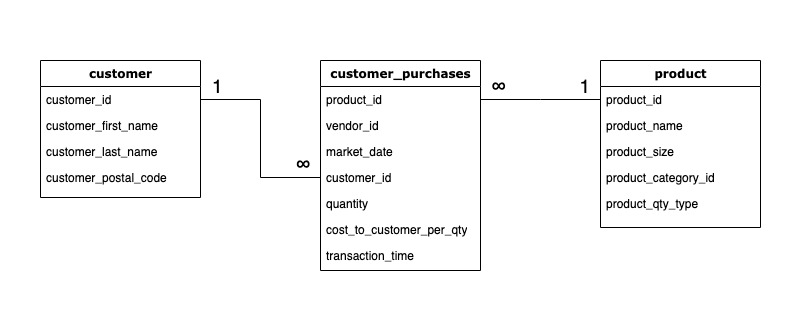 customer
customer_id
customer_first_name
customer_last_name
customer_postal_code
1
∞
customer_purchases
product_id
vendor_id
market_date
customer_id
quantity
cost_to_customer_per_qty
transaction_time
∞
1
product
product_id
product_name
product_size
product_category_id
product_qty_type